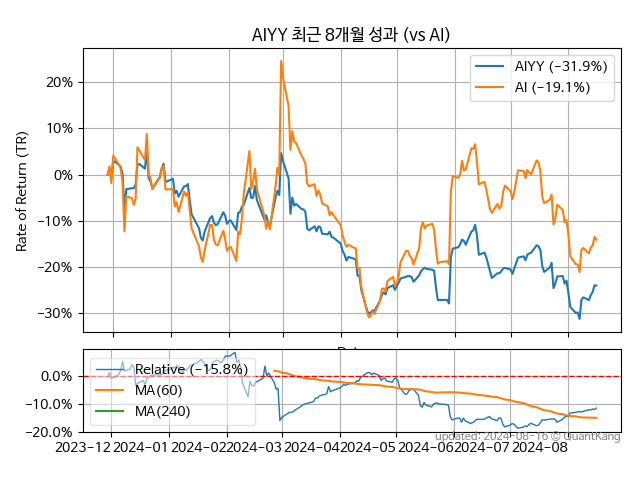 AIYY 최근 8개월 성과 (vs AI)
Rate of Return (TR)
20%
10%
0%
−10%
−20%
−30%
AIYY (−31.9%)
AI (−19.1%)
0.0%
−10.0%
−20.0%
Relative (−15.8%)
MA(60)
MA(240)
2023−12 2024−01 2024−02 2024−03 2024−04 2024−05 2024−06 2024−07 2024−08
updated: 2024−08−16 © QuantKang